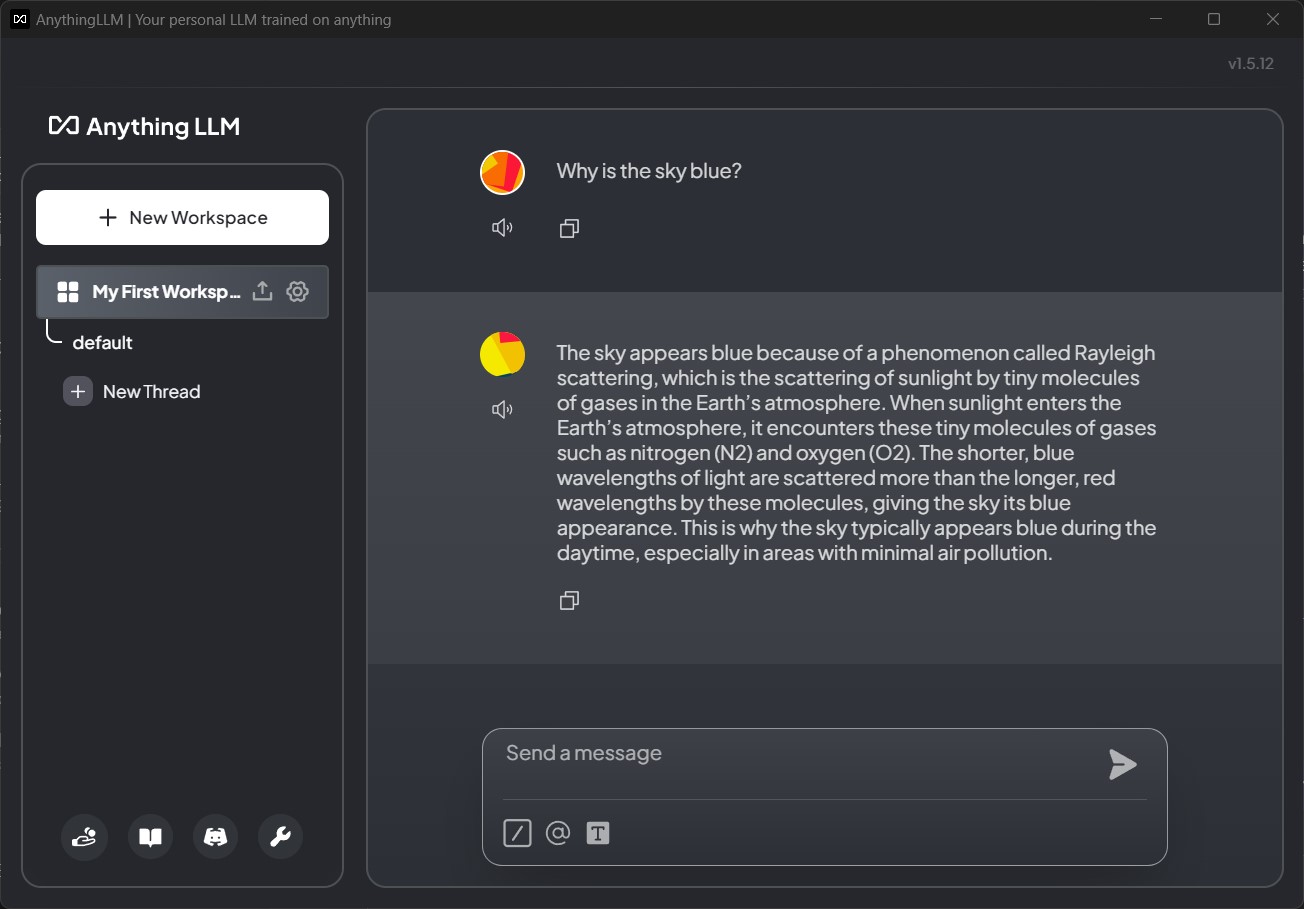 AnythingLLM | Your personal LLM trained on anything
v1.5.12
Anything LLM
New Workspace
My First Worksp...
default
New Thread
Why is the sky blue?
The sky appears blue because of a phenomenon called Rayleigh
scattering, which is the scattering of sunlight by tiny molecules
of gases in the Earth’s atmosphere. When sunlight enters the
Earth’s atmosphere, it encounters these tiny molecules of gases
such as nitrogen (N2) and oxygen (O2). The shorter, blue
wavelengths of light are scattered more than the longer, red
wavelengths by these molecules, giving the sky its blue
appearance. This is why the sky typically appears blue during the
daytime, especially in areas with minimal air pollution.
Send a message